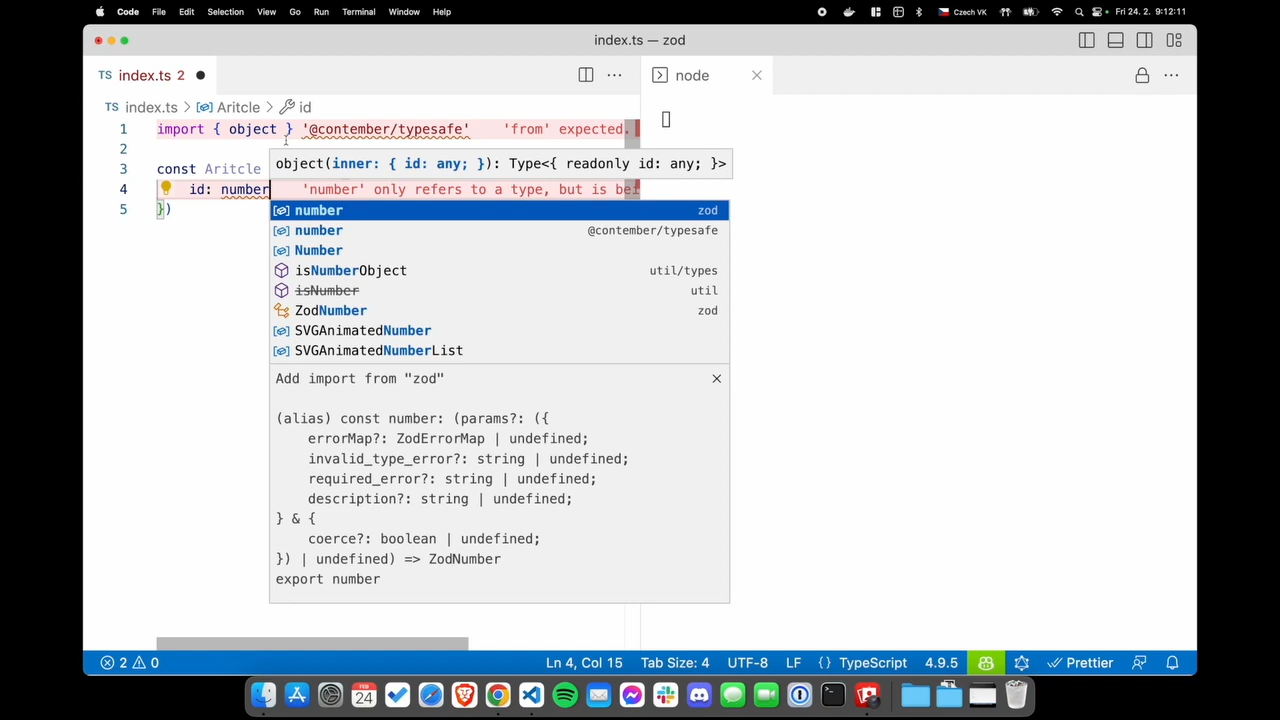 Code File Edit Selection View Go Run Terminal Window Help Czech VK Fri 24. 2. 9:12:11
index.ts — zod
TS index.ts 2
node
TS index.ts > Aritcle > id
1 import { object } '@contember/typesafe' 'from' expected.
2
object(inner: { id: any; }): Type<{ readonly id: any; }>
3 const Aritcle
4 id: number 'number' only refers to a type, but is bei
5 })
number zod
number @contember/typesafe
Number
isNumberObject util/types
isNumber util
ZodNumber zod
SVGAnimatedNumber
SVGAnimatedNumberList
Add import from "zod"
(alias) const number: (params?: ({
errorMap?: ZodErrorMap | undefined;
invalid_type_error?: string | undefined;
required_error?: string | undefined;
description?: string | undefined;
} & {
coerce?: boolean | undefined;
}) | undefined) => ZodNumber
export number
2 0 Ln 4, Col 15 Tab Size: 4 UTF-8 LF {} TypeScript 4.9.5 Prettier
FEB
24